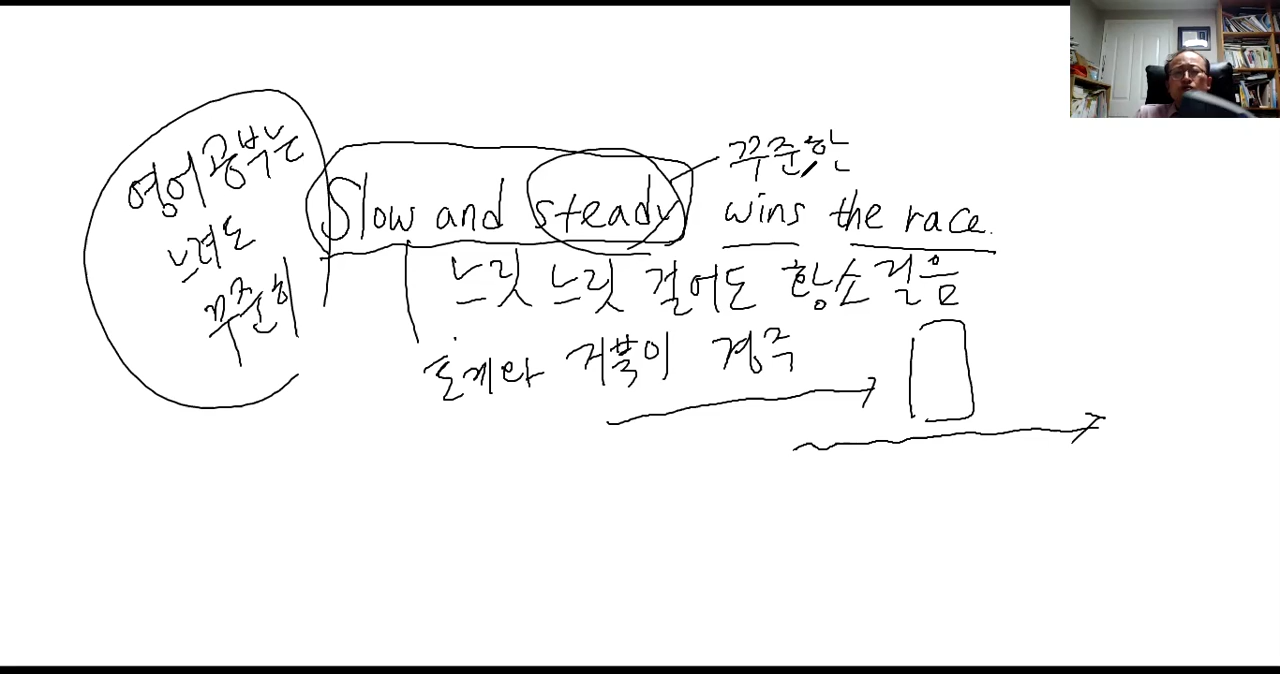 영어공부는
느려도
꾸준히
꾸준한
Slow and steady wins the race.
느릿 느릿 걸어도 황소걸음
토계와 거북이 경주